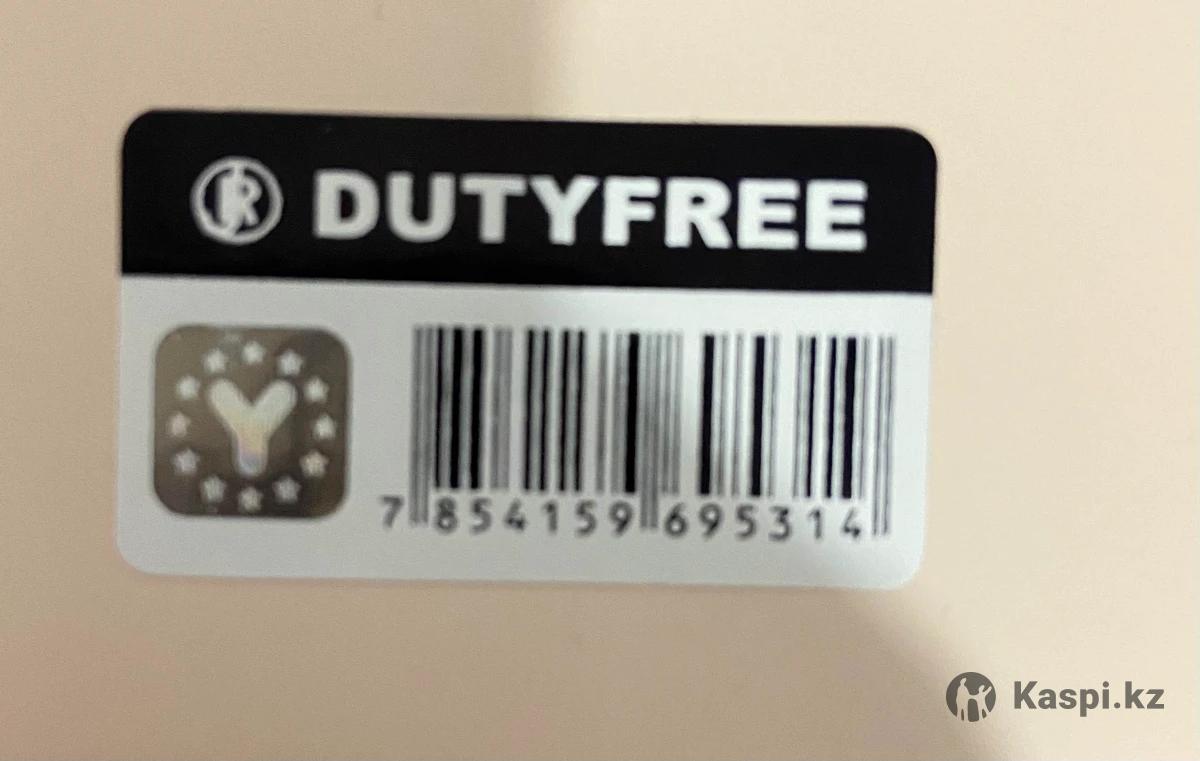 DUTYFREE
Y
7 854159 695314
Kaspi.kz